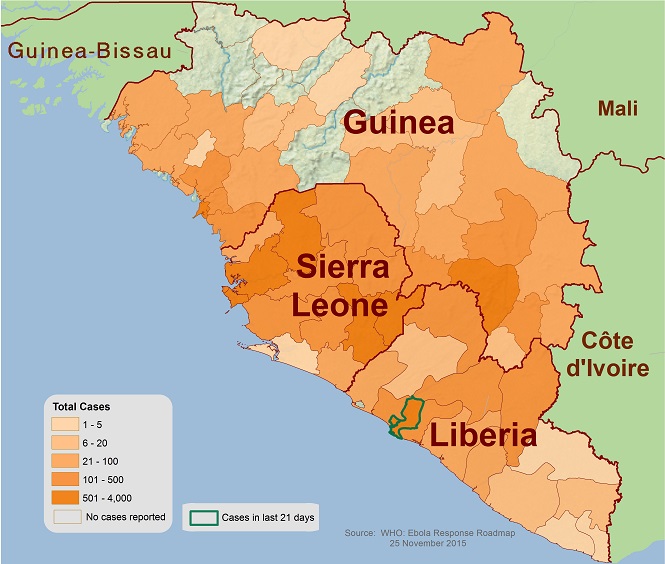 Guinea-Bissau
Mali
Guinea
Sierra
Leone
Côte
d'Ivoire
Liberia
Total Cases
1 - 5
6 - 20
21 - 100
101 - 500
501 - 4,000
No cases reported
Cases in last 21 days
Source: WHO: Ebola Response Roadmap
25 November 2015